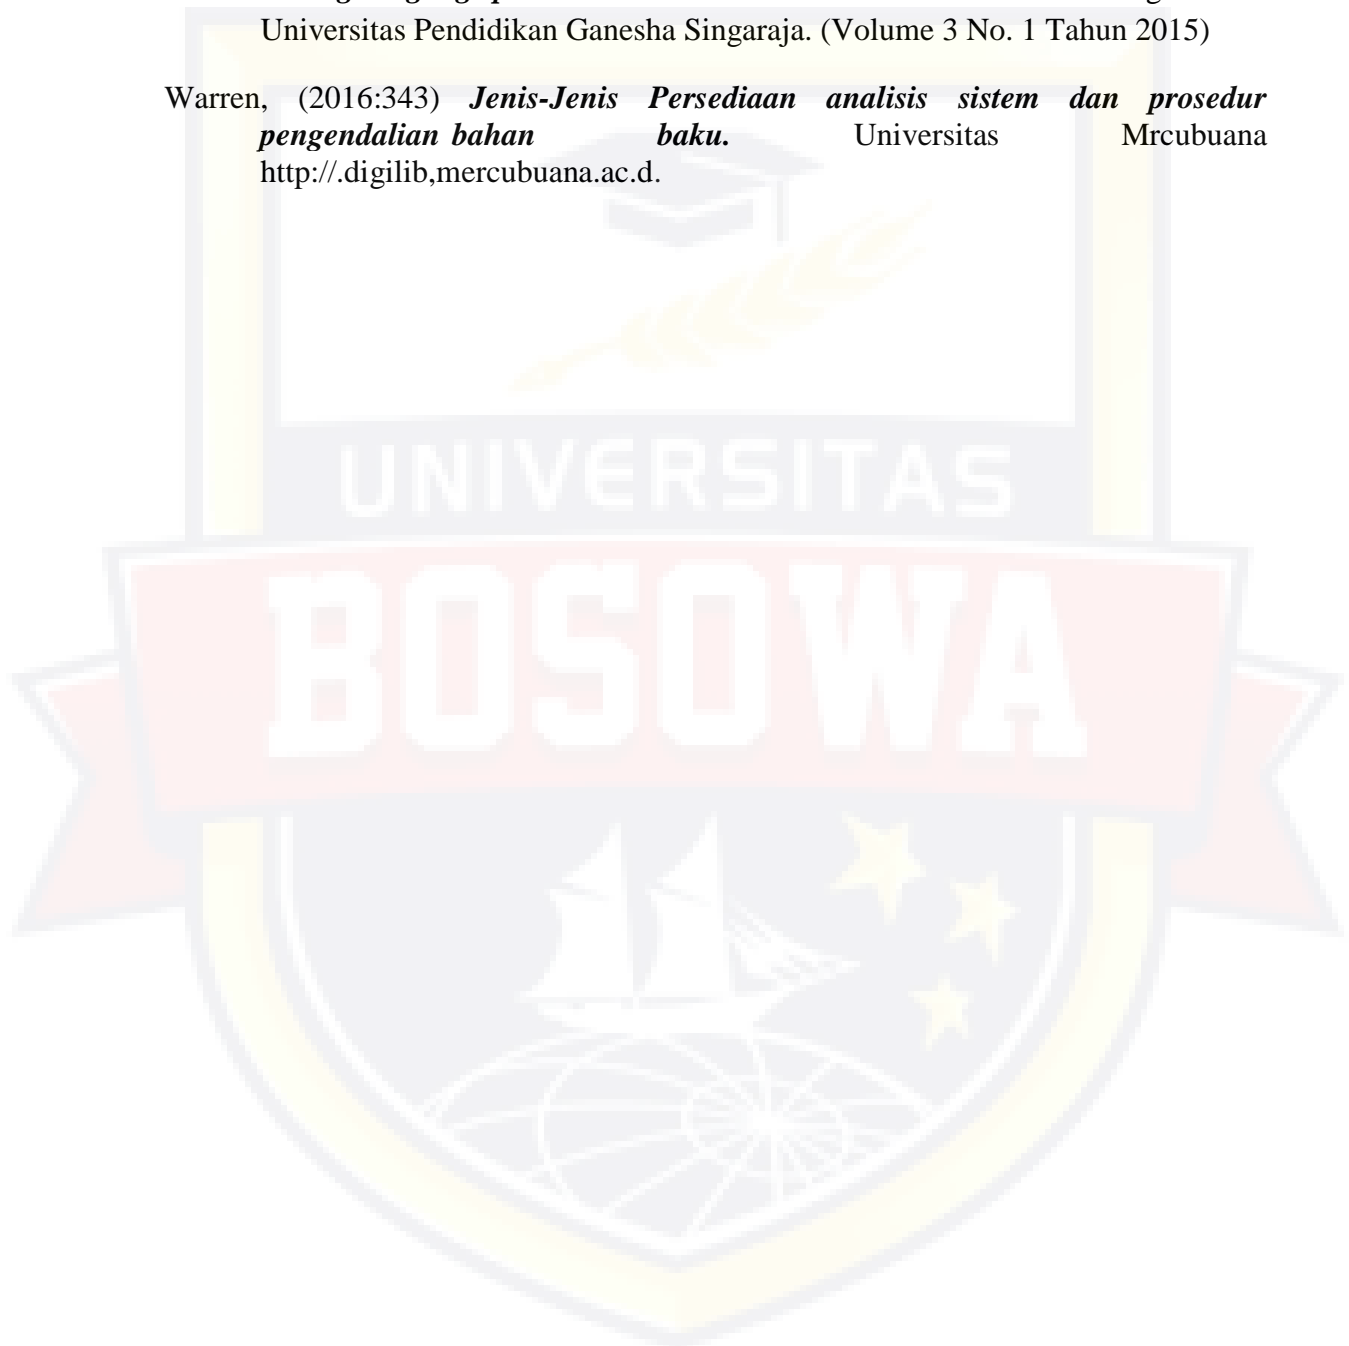 Universitas Pendidikan Ganesha Singaraja. (Volume 3 No. 1 Tahun 2015)
Warren, (2016:343) Jenis-Jenis Persediaan analisis sistem dan prosedur
pengendalian bahan baku. Universitas Mrcubuana
http://.digilib,mercubuana.ac.d.
UNIVERSITAS
BOSOWA